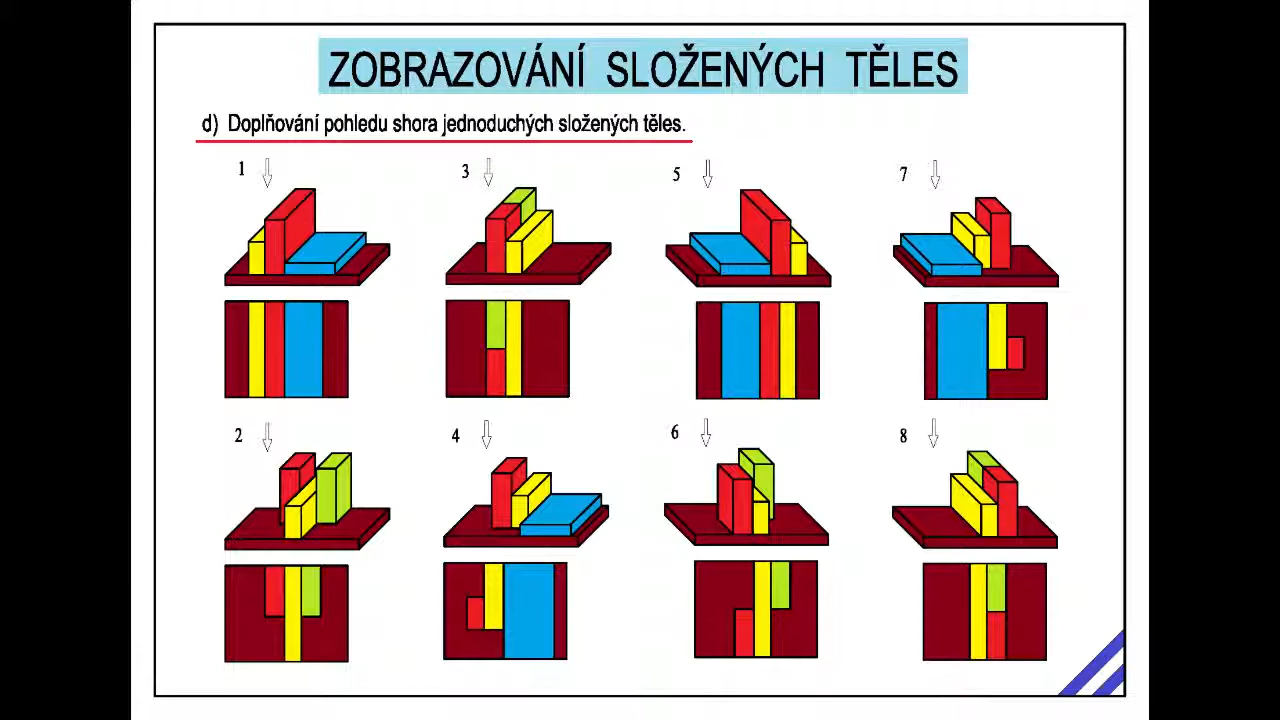 ZOBRAZOVÁNÍ SLOŽENÝCH TĚLES
d) Doplňování pohledu shora jednoduchých složených těles.
1 3 5 7
2 4 6 8